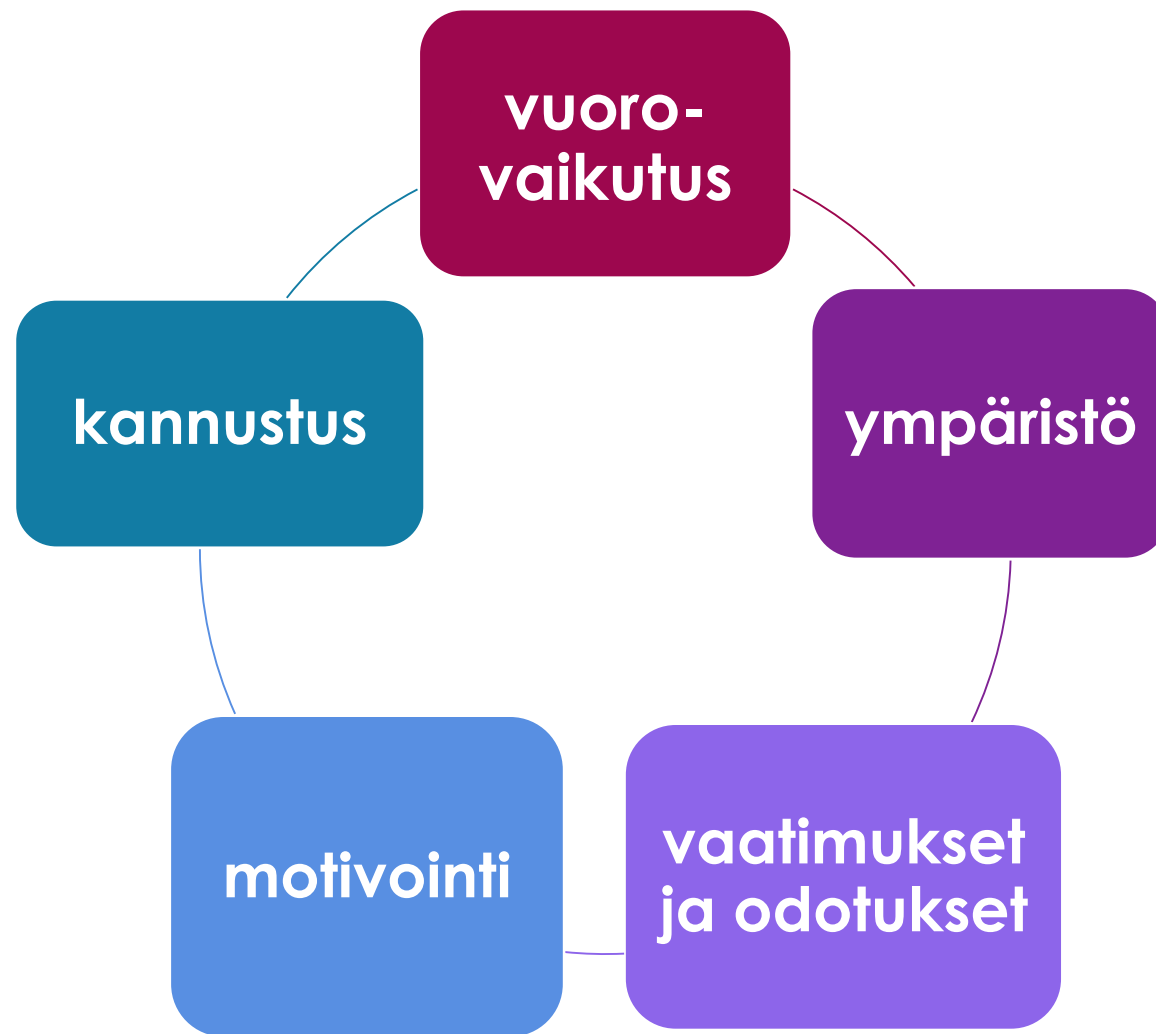 vuoro-
vaikutus
kannustus
ympäristö
motivointi
vaatimukset
ja odotukset